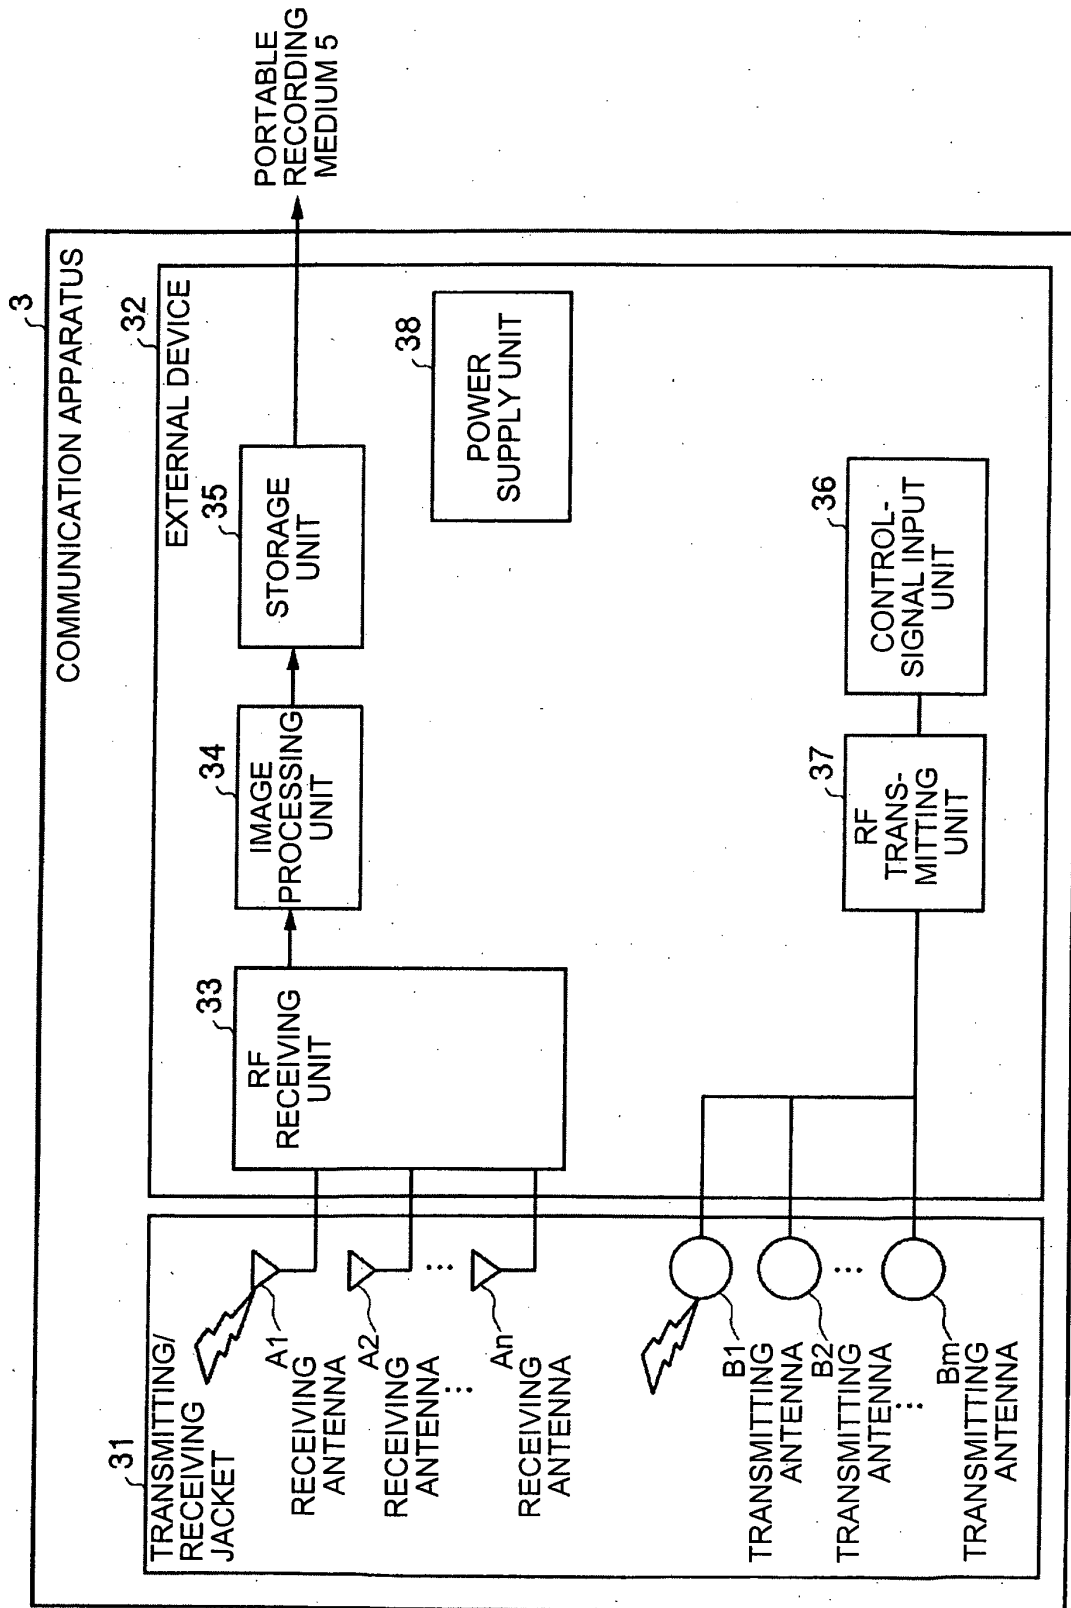 3
COMMUNICATION APPARATUS
31
TRANSMITTING/
RECEIVING
JACKET
A1
RECEIVING
ANTENNA
A2
RECEIVING
ANTENNA
An
RECEIVING
ANTENNA
B1
TRANSMITTING
ANTENNA
B2
TRANSMITTING
ANTENNA
Bm
TRANSMITTING
ANTENNA
32
EXTERNAL DEVICE
33
RF
RECEIVING
UNIT
34
IMAGE
PROCESSING
UNIT
35
STORAGE
UNIT
PORTABLE
RECORDING
MEDIUM 5
38
POWER
SUPPLY UNIT
37
RF
TRANS-
MITTING
UNIT
36
CONTROL-
SIGNAL INPUT
UNIT